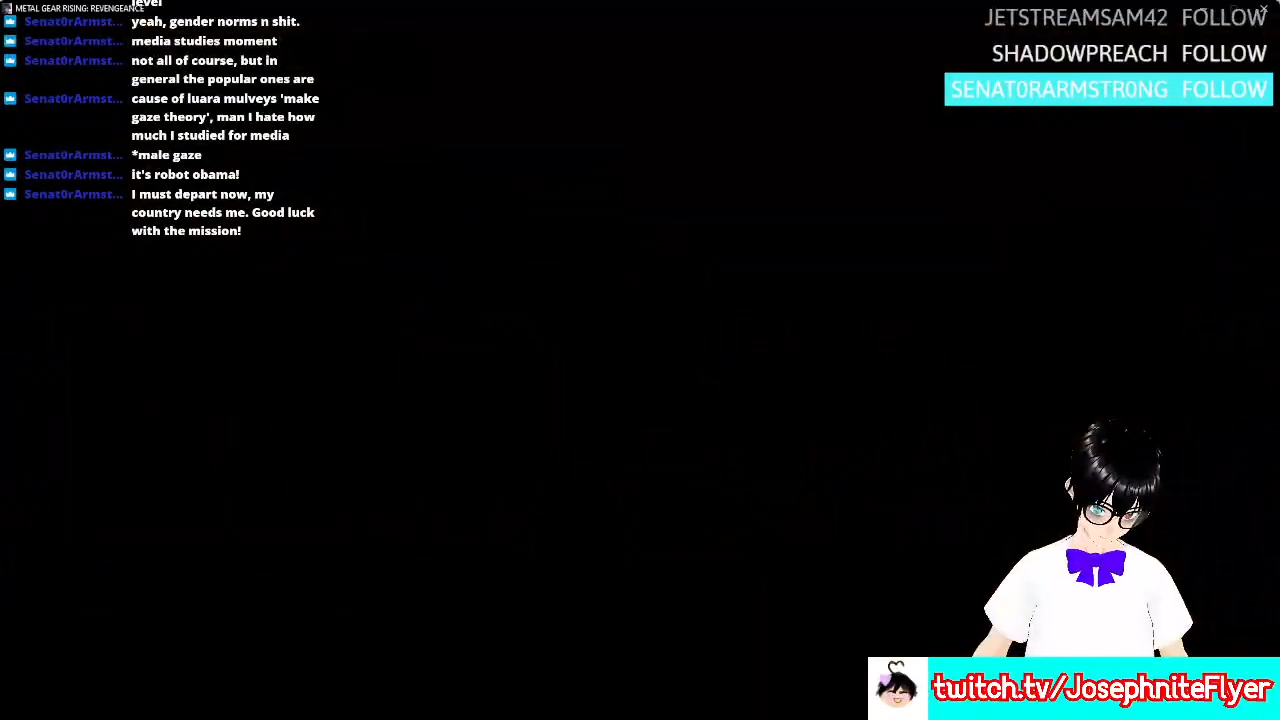 METAL GEAR RISING: REVENGEANCE
level
Senat0rArmst... yeah, gender norms n shit.
Senat0rArmst... media studies moment
Senat0rArmst... not all of course, but in
general the popular ones are
Senat0rArmst... cause of luara mulveys 'make
gaze theory', man I hate how
much I studied for media
Senat0rArmst... *male gaze
Senat0rArmst... it's robot obama!
Senat0rArmst... I must depart now, my
country needs me. Good luck
with the mission!
JETSTREAMSAM42 FOLLOW
SHADOWPREACH FOLLOW
SENAT0RARMSTR0NG FOLLOW
twitch.tv/JosephniteFlyer